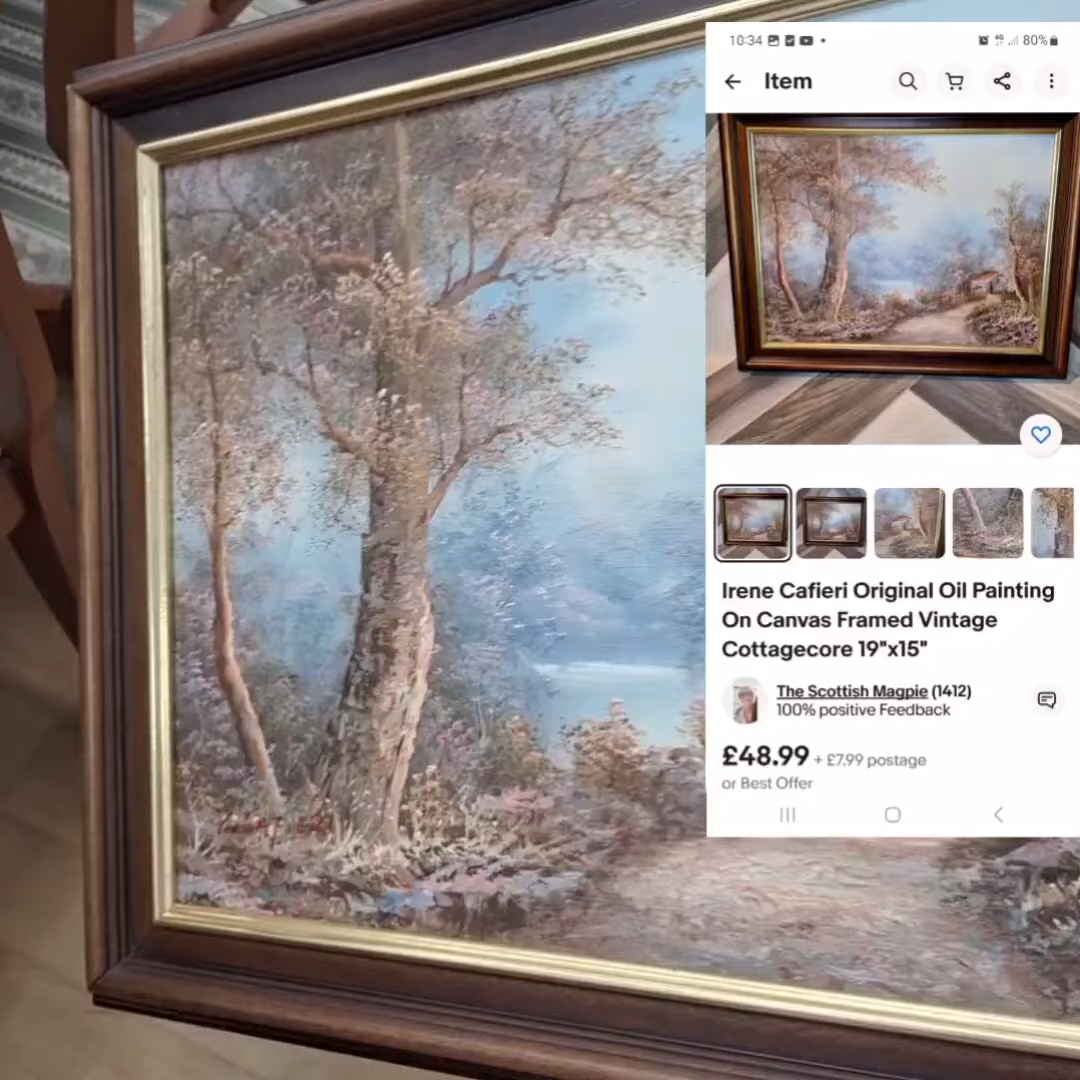 10:34
4G
80%
Item
Irene Cafieri Original Oil Painting
On Canvas Framed Vintage
Cottagecore 19"x15"
The Scottish Magpie (1412)
100% positive Feedback
£48.99 + £7.99 postage
or Best Offer